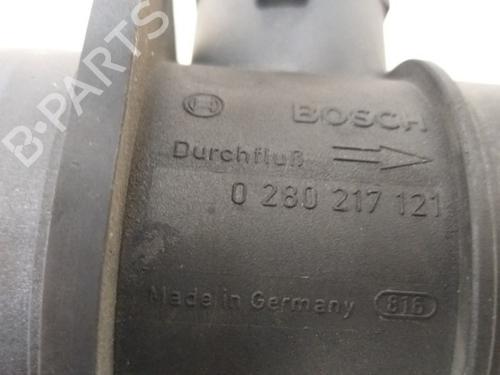 BOSCH
Durchfluß
0 280 217 121
Made in Germany 816
B-PARTS